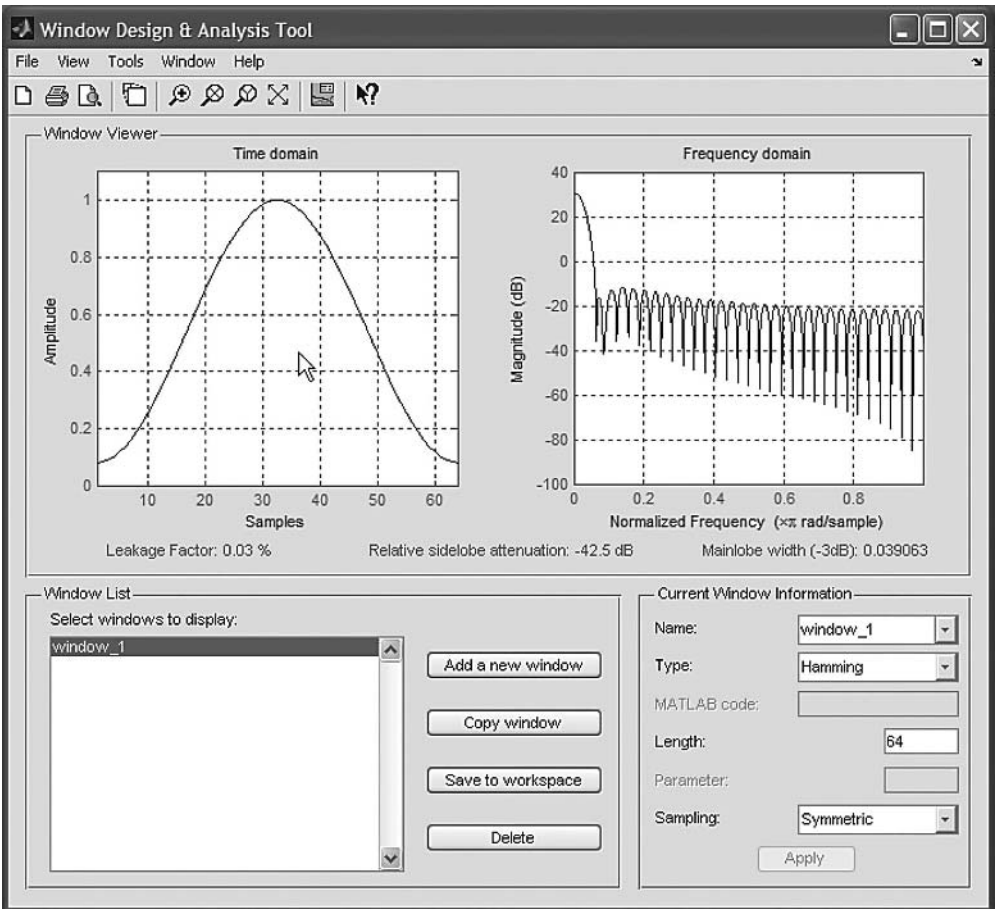 Window Design & Analysis Tool
File View Tools Window Help
Window Viewer
Time domain
Amplitude
1
0.8
0.6
0.4
0.2
0
10 20 30 40 50 60
Samples
Frequency domain
Magnitude (dB)
40
20
0
-20
-40
-60
-80
-100
0 0.2 0.4 0.6 0.8
Normalized Frequency (×π rad/sample)
Leakage Factor: 0.03 % Relative sidelobe attenuation: -42.5 dB Mainlobe width (-3dB): 0.039063
Window List
Select windows to display:
window_1
Add a new window
Copy window
Save to workspace
Delete
Current Window Information
Name: window_1
Type: Hamming
MATLAB code:
Length: 64
Parameter:
Sampling: Symmetric
Apply